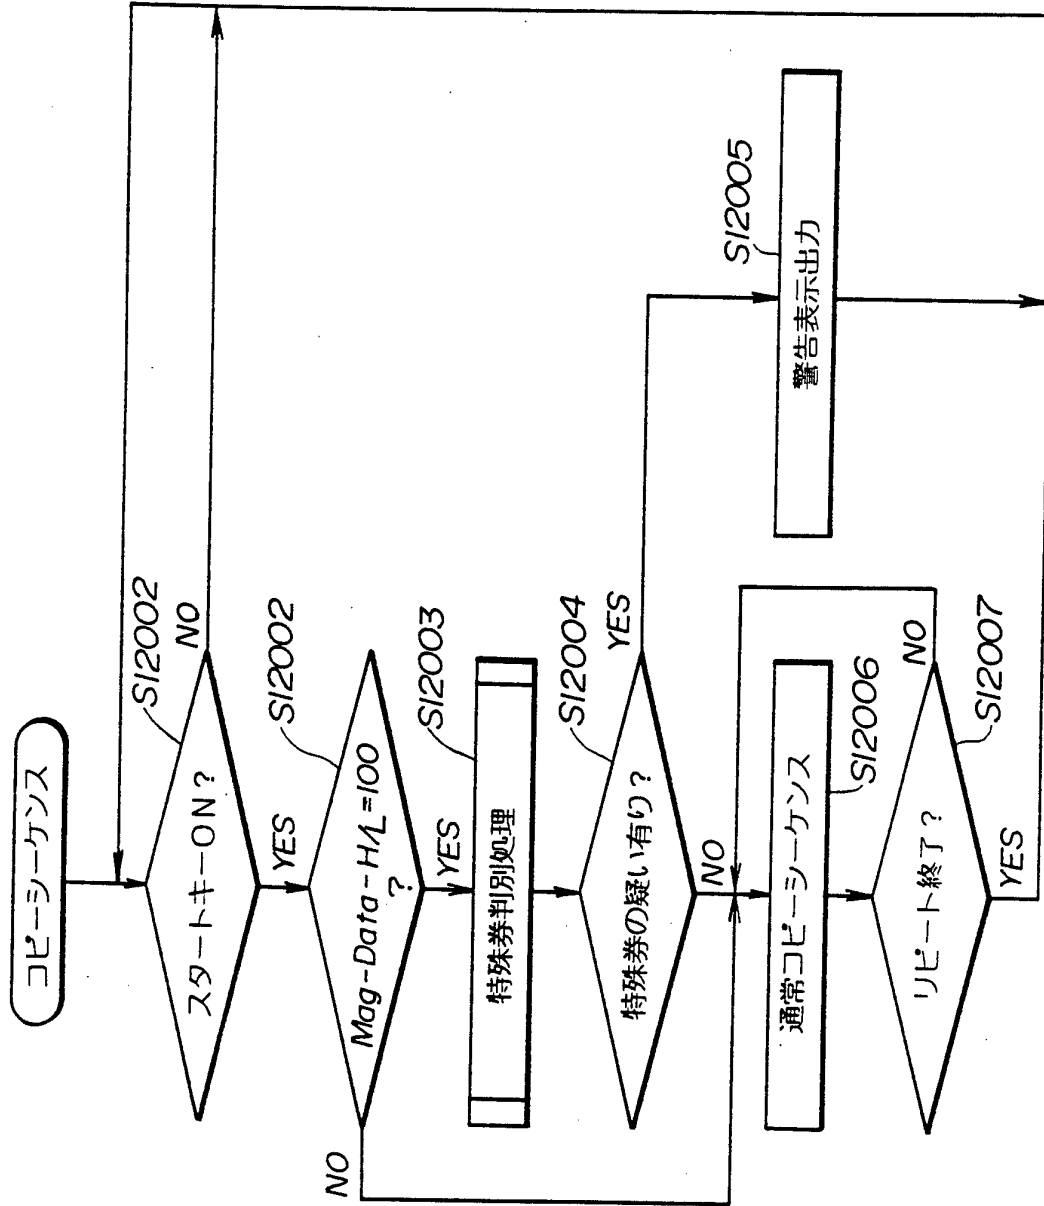 コピーシーケンス
S12002
スタートキーON?
NO
YES
S12002
Mag-Data-H/L=100
?
NO
YES
S12003
特殊券判別処理
S12004
特殊券の疑い有り?
YES
NO
S12005
警告表示出力
通常コピーシーケンス
S12006
リピート終了?
NO
S12007
YES